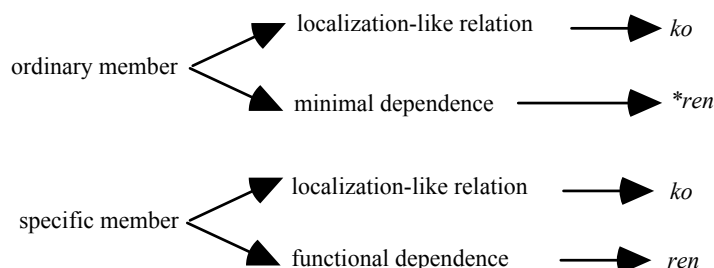 localization-like relation ko
ordinary member
minimal dependence *ren
localization-like relation ko
specific member
functional dependence ren